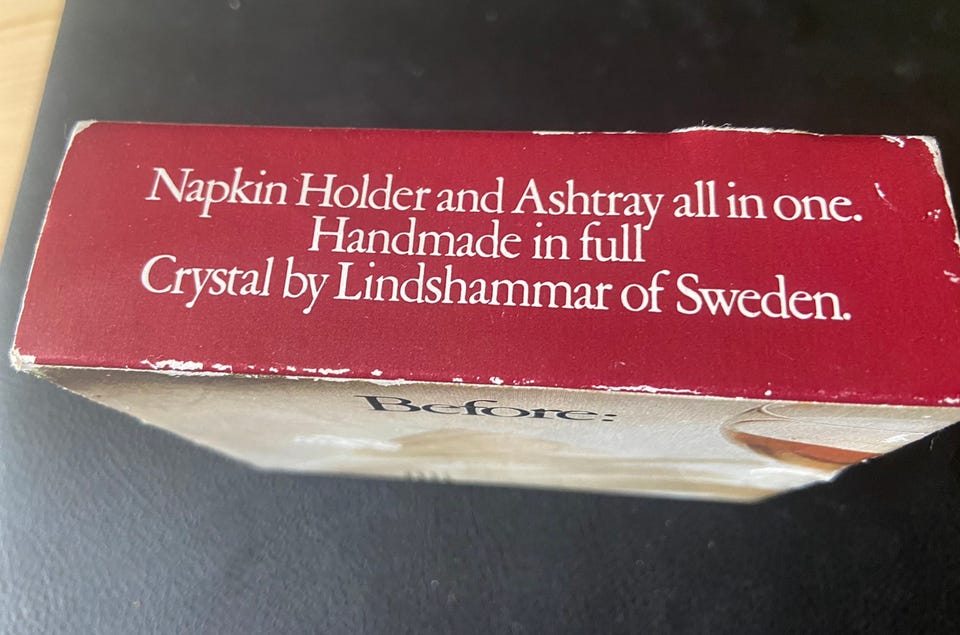 Napkin Holder and Ashtray all in one.
Handmade in full
Crystal by Lindshammar of Sweden.
Before: